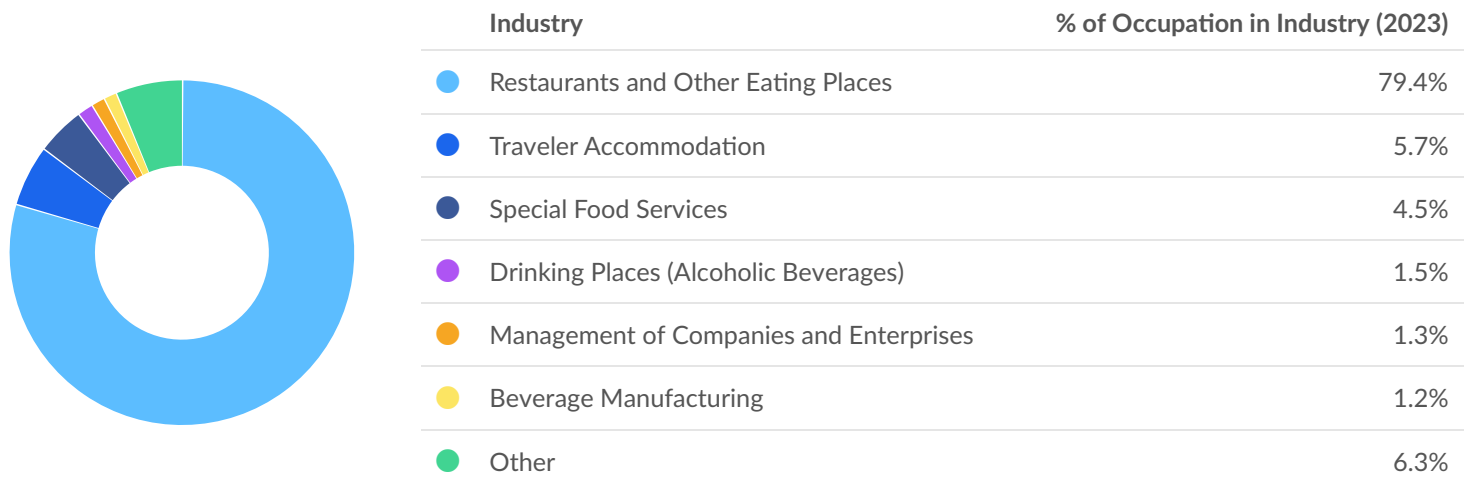 Industry % of Occupation in Industry (2023)
Restaurants and Other Eating Places 79.4%
Traveler Accommodation 5.7%
Special Food Services 4.5%
Drinking Places (Alcoholic Beverages) 1.5%
Management of Companies and Enterprises 1.3%
Beverage Manufacturing 1.2%
Other 6.3%